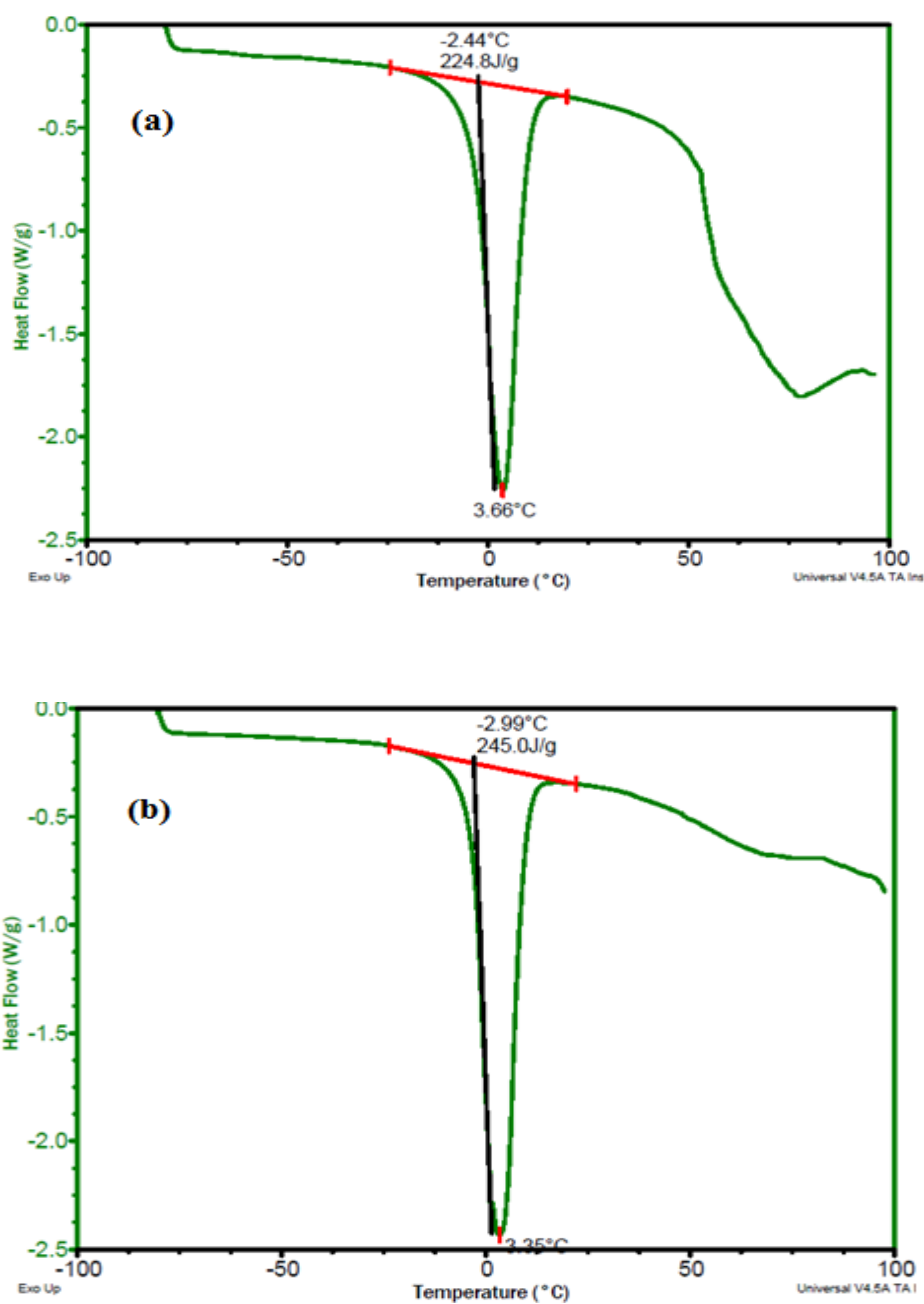 0.0
-2.44°C
224.8J/g
(a)
-0.5
-1.0
Heat Flow (W/g)
-1.5
-2.0
3.66°C
-2.5
-100
-50
0
50
100
Exo Up
Temperature (°C)
Universal V4.5A TA Ins
0.0
-2.99°C
245.0J/g
(b)
-0.5
-1.0
Heat Flow (W/g)
-1.5
-2.0
3.35°C
-2.5
-100
-50
0
50
100
Exo Up
Temperature (°C)
Universal V4.5A TA I